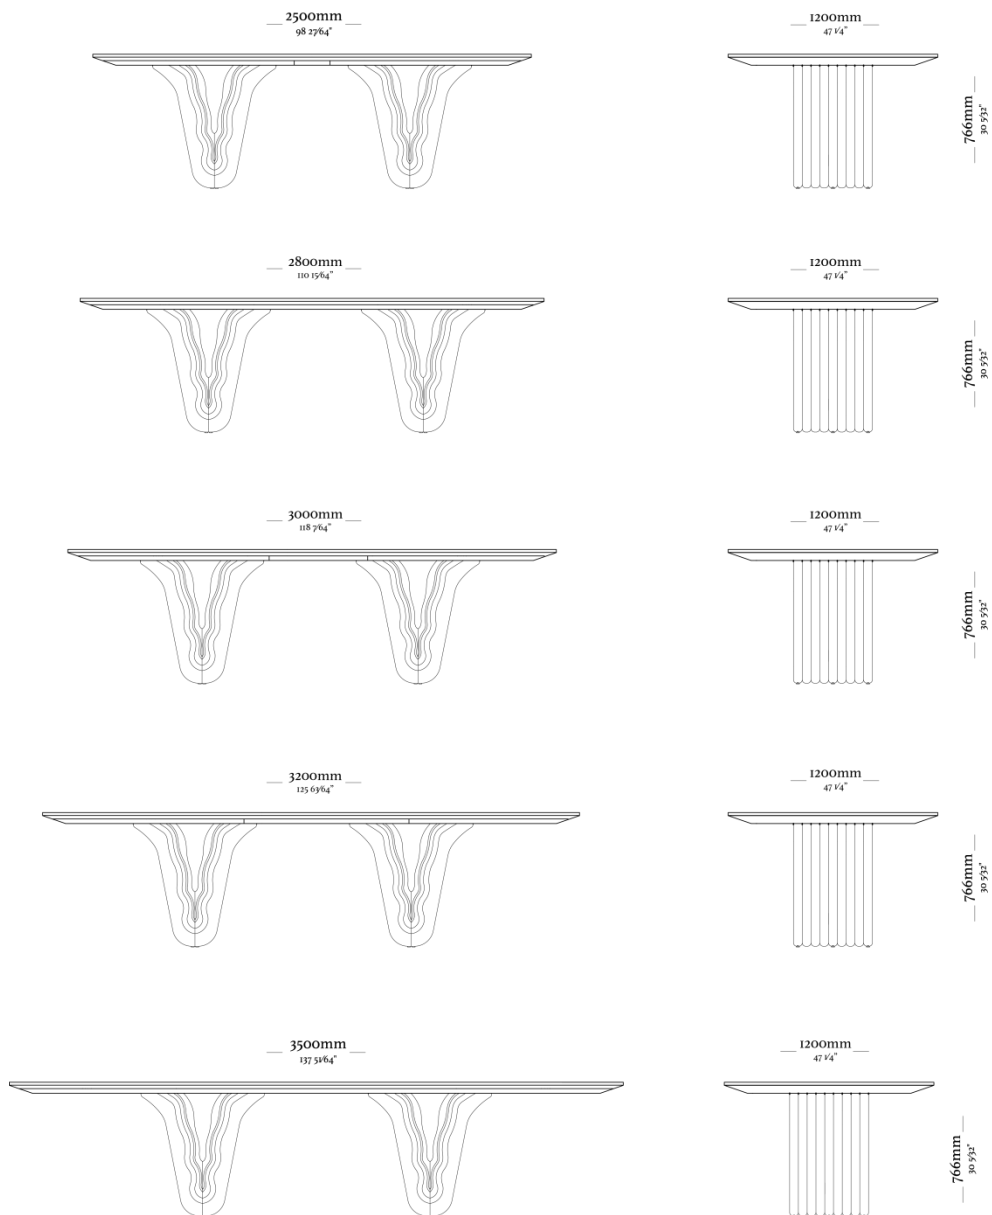 2500mm
98 27/64"
1200mm
47 1/4"
766mm
30 5/32"
2800mm
110 15/64"
1200mm
47 1/4"
766mm
30 5/32"
3000mm
118 7/64"
1200mm
47 1/4"
766mm
30 5/32"
3200mm
125 63/64"
1200mm
47 1/4"
766mm
30 5/32"
3500mm
137 51/64"
1200mm
47 1/4"
766mm
30 5/32"